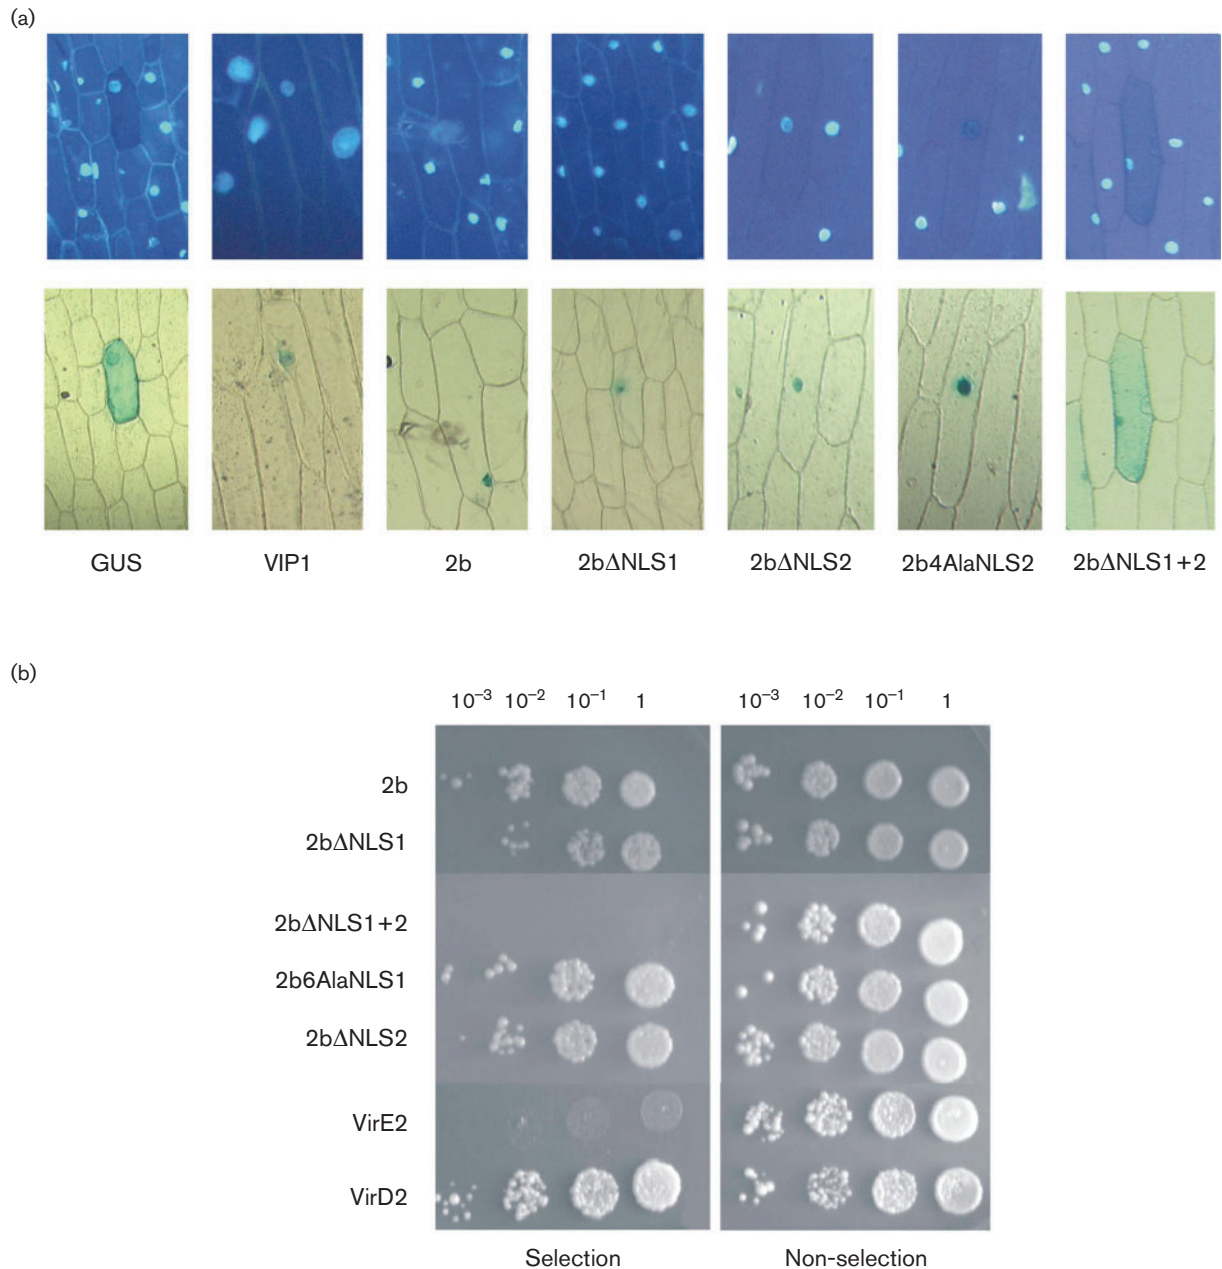 (a)
GUS VIP1 2b 2bΔNLS1 2bΔNLS2 2b4AlaNLS2 2bΔNLS1+2
(b)
10⁻³ 10⁻² 10⁻¹ 1 10⁻³ 10⁻² 10⁻¹ 1
2b
2bΔNLS1
2bΔNLS1+2
2b6AlaNLS1
2bΔNLS2
VirE2
VirD2
Selection Non-selection